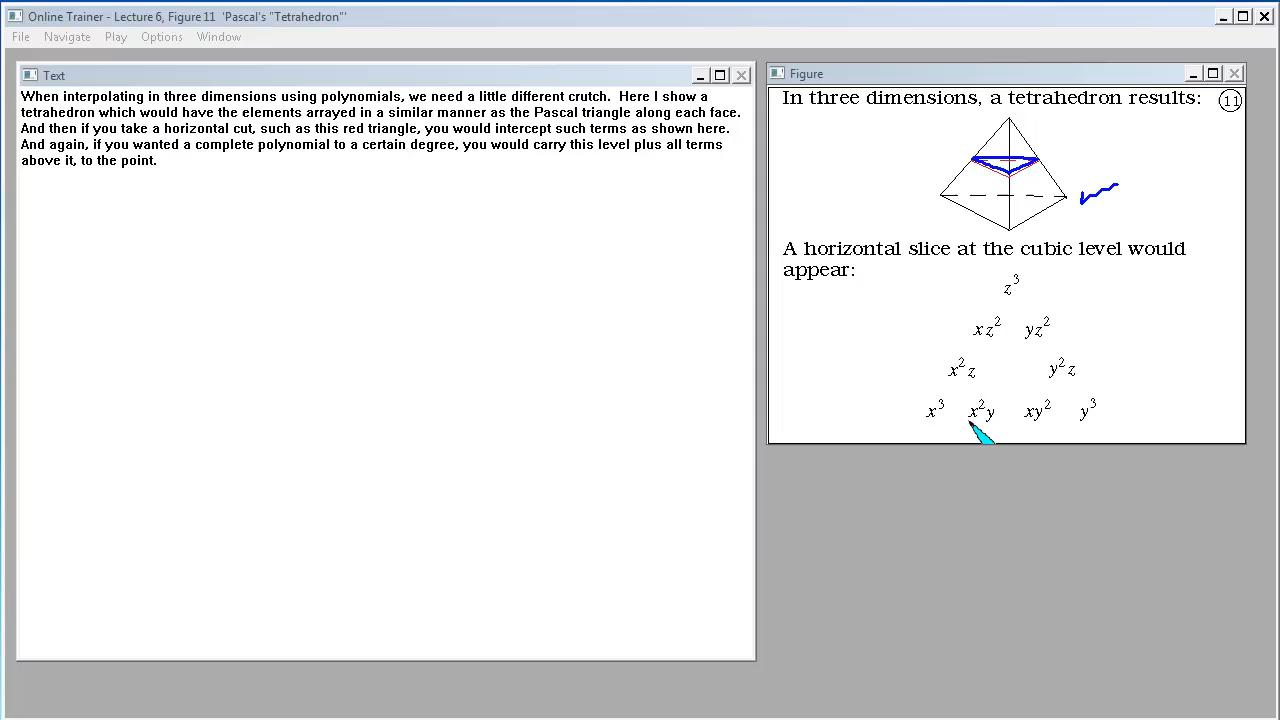 Online Trainer - Lecture 6, Figure 11 'Pascal's "Tetrahedron"'
File Navigate Play Options Window
Text
When interpolating in three dimensions using polynomials, we need a little different crutch. Here I show a
tetrahedron which would have the elements arrayed in a similar manner as the Pascal triangle along each face.
And then if you take a horizontal cut, such as this red triangle, you would intercept such terms as shown here.
And again, if you wanted a complete polynomial to a certain degree, you would carry this level plus all terms
above it, to the point.
Figure
In three dimensions, a tetrahedron results: 11
A horizontal slice at the cubic level would
appear:
z³
xz² yz²
x²z y²z
x³ x²y xy² y³